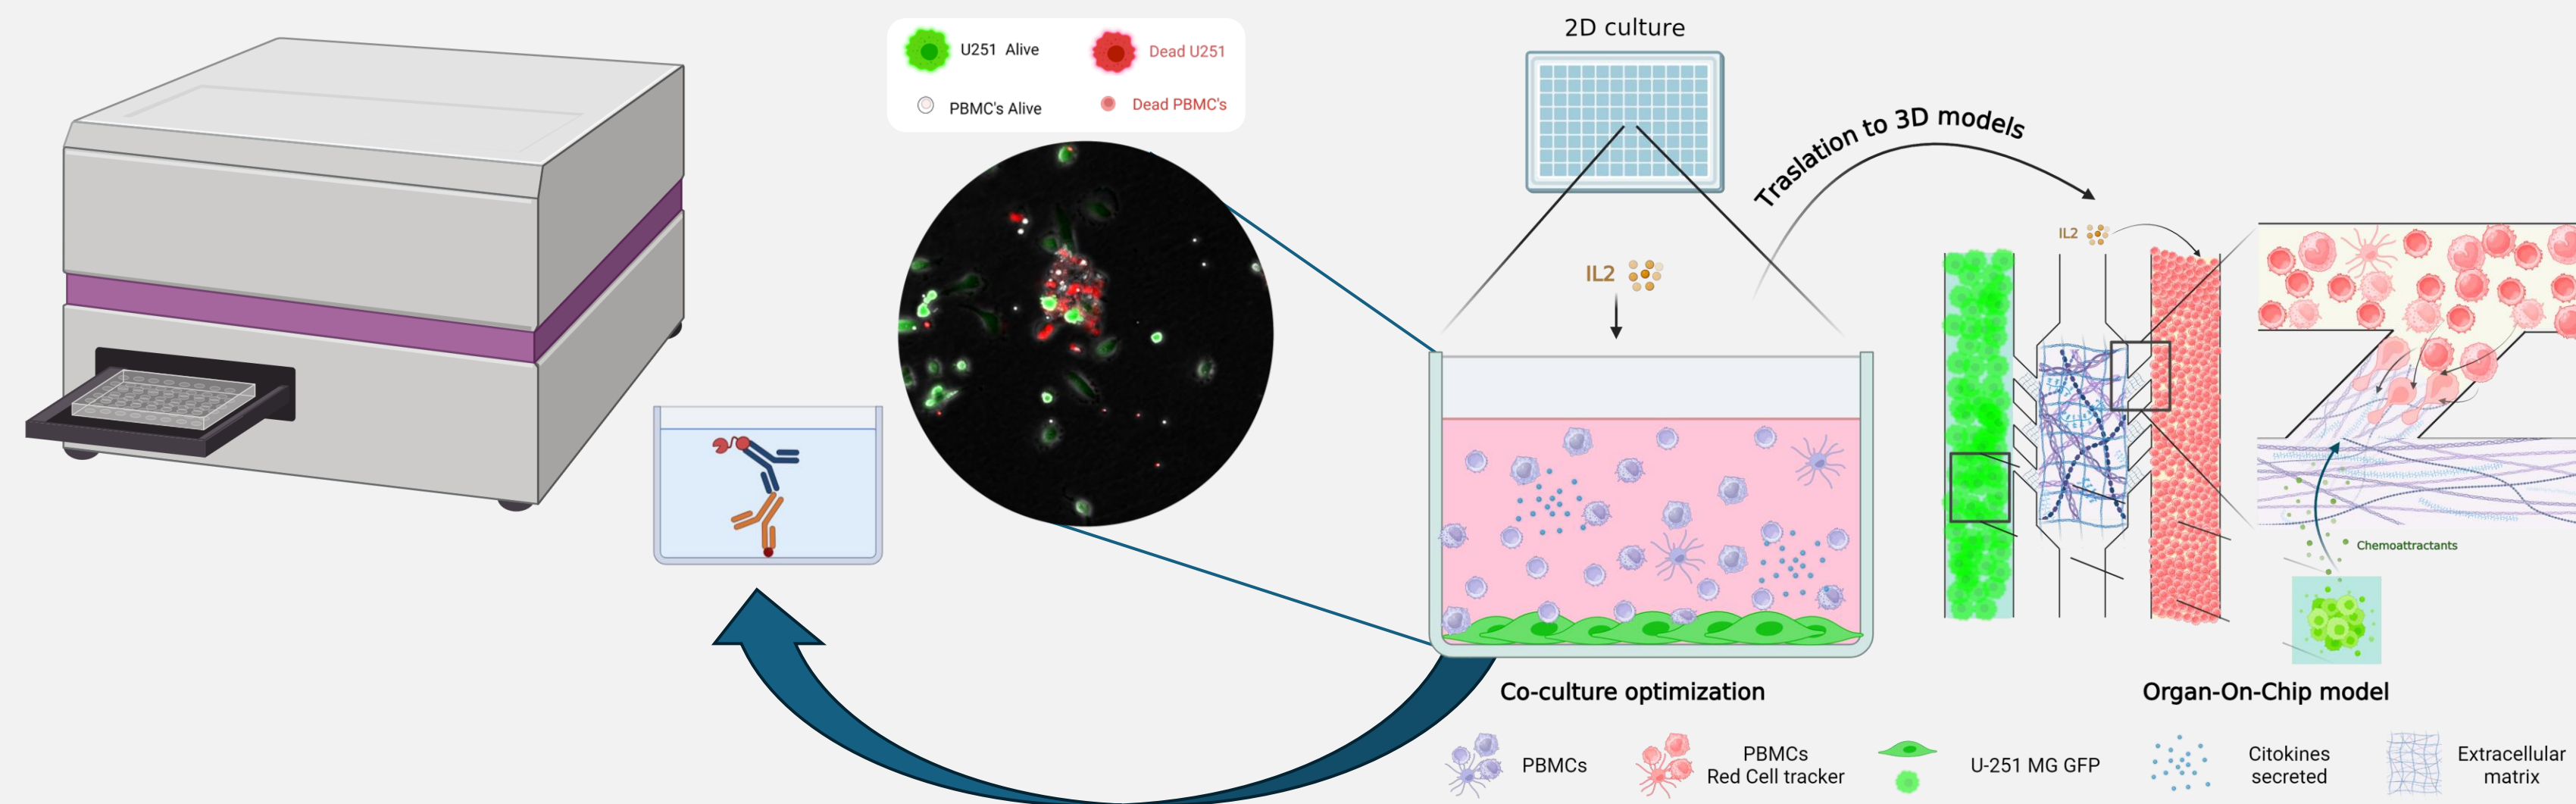 U251 Alive
Dead U251
PBMC's Alive
Dead PBMC's
2D culture
IL2
Traslation to 3D models
IL2
Chemoattractants
Co-culture optimization
Organ-On-Chip model
PBMCs
PBMCs
Red Cell tracker
U-251 MG GFP
Citokines
secreted
Extracellular
matrix